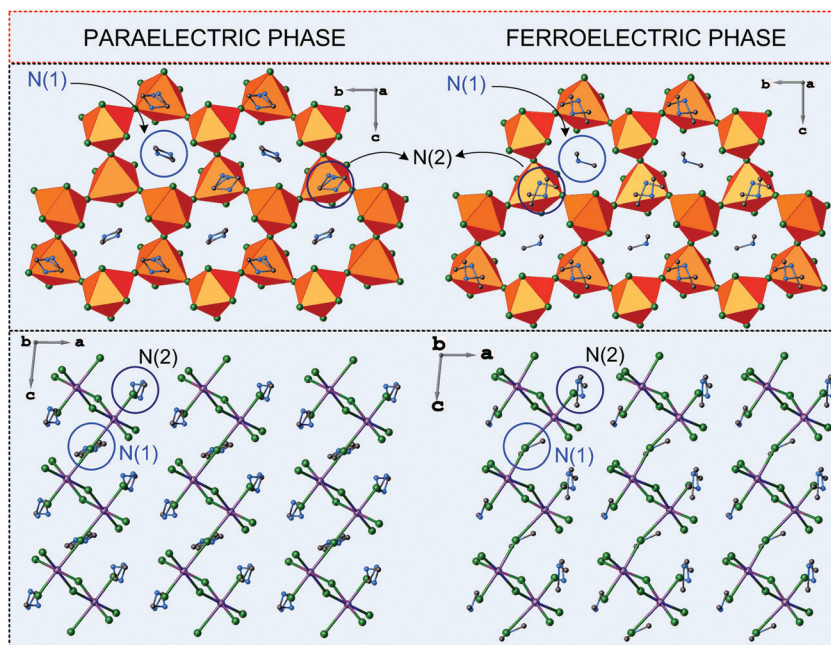 PARAELECTRIC PHASE
FERROELECTRIC PHASE
N(1)
b
a
c
N(2)
N(1)
b
a
c
b
a
c
N(2)
N(1)
b
a
c
N(2)
N(1)